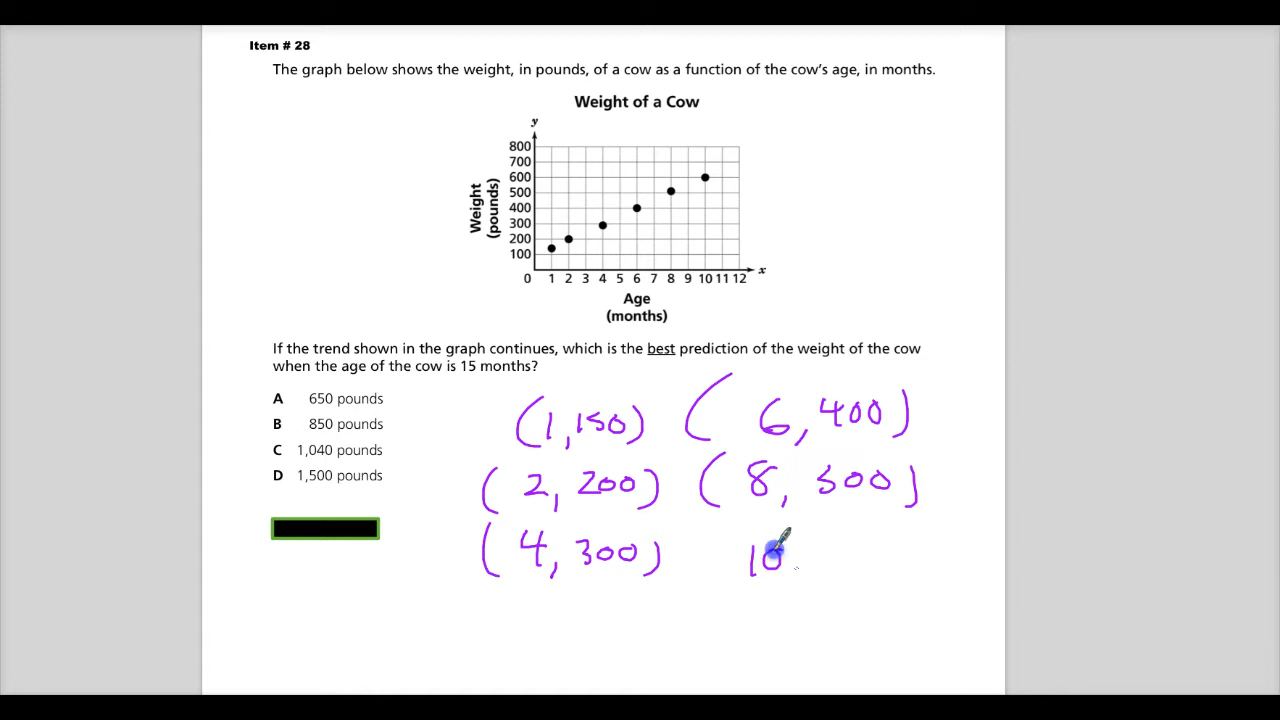 Item # 28
The graph below shows the weight, in pounds, of a cow as a function of the cow's age, in months.
Weight of a Cow
y
800
700
600
500
400
300
200
100
0 1 2 3 4 5 6 7 8 9 10 11 12 x
Weight
(pounds)
Age
(months)
If the trend shown in the graph continues, which is the best prediction of the weight of the cow
when the age of the cow is 15 months?
A 650 pounds
B 850 pounds
C 1,040 pounds
D 1,500 pounds
(1,150) (6,400)
(2,200) (8,500)
(4,300) 10